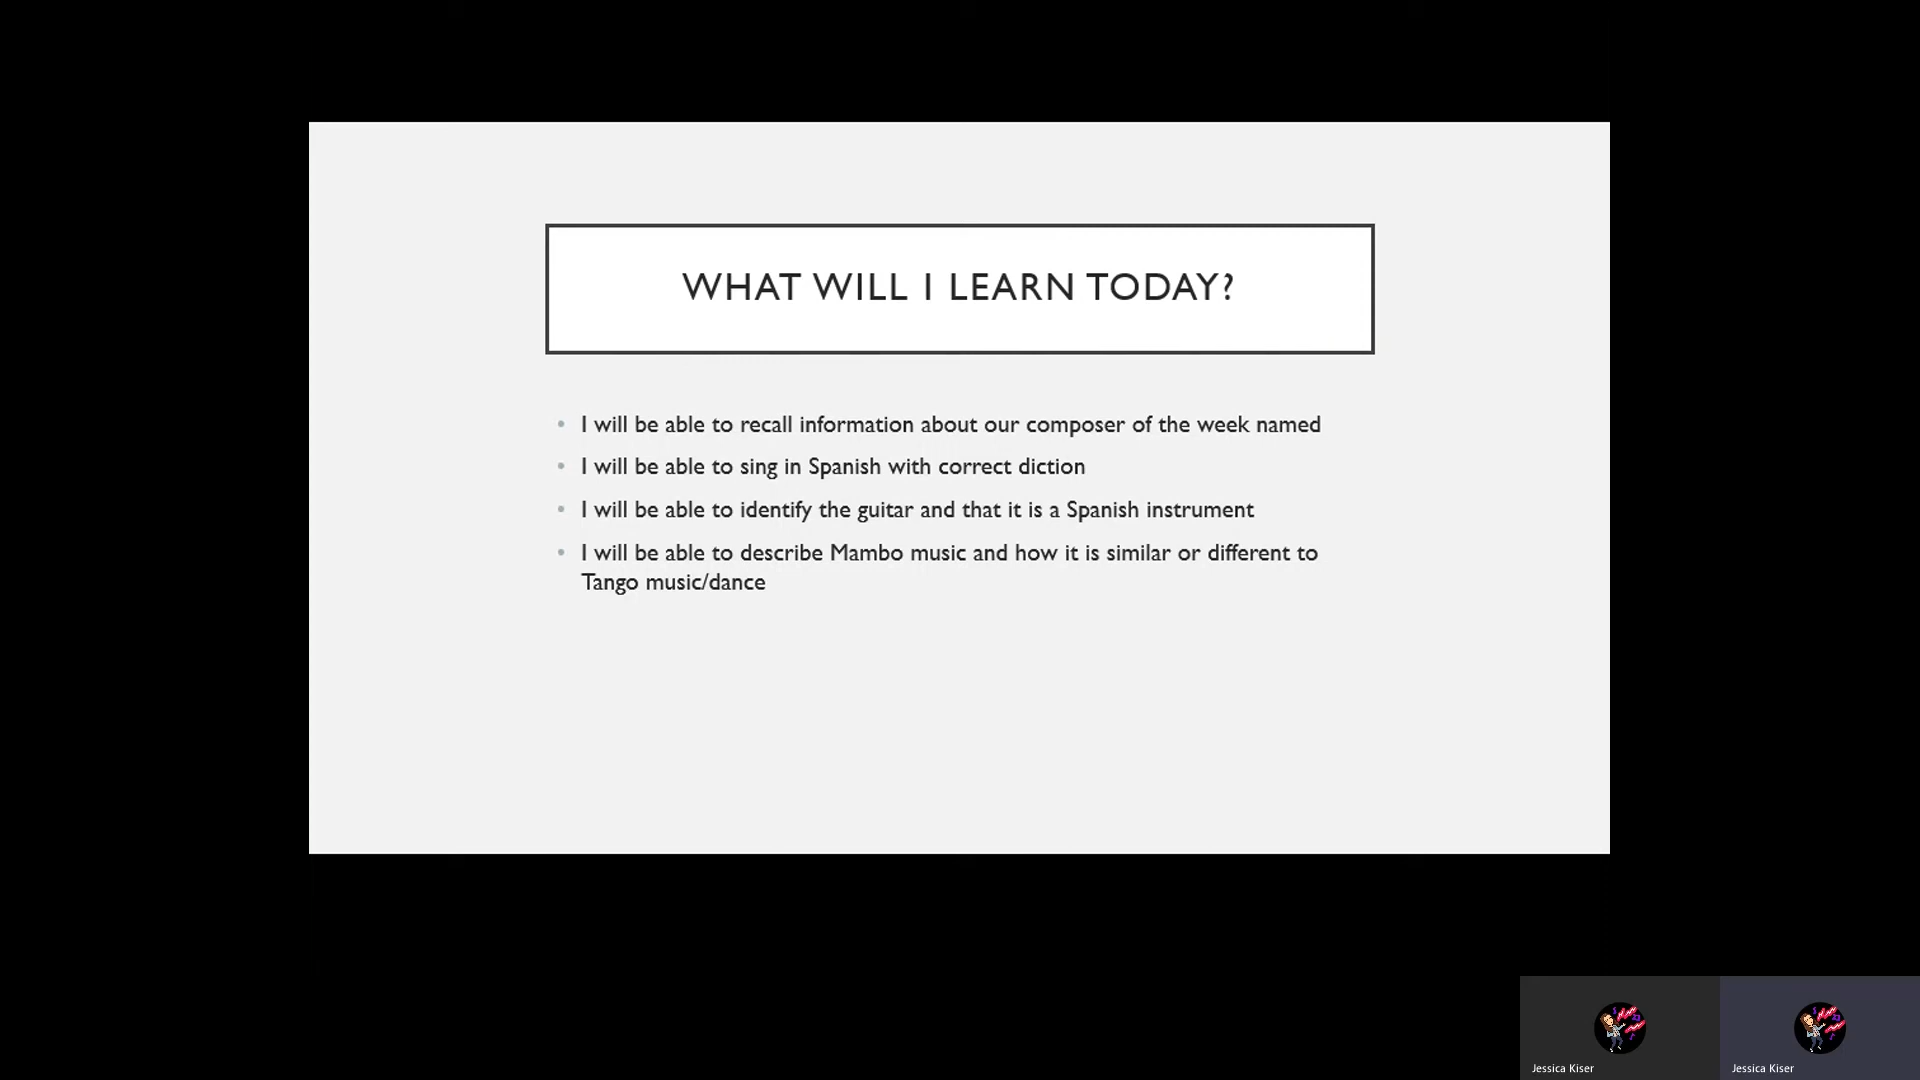 WHAT WILL I LEARN TODAY?
• I will be able to recall information about our composer of the week named
• I will be able to sing in Spanish with correct diction
• I will be able to identify the guitar and that it is a Spanish instrument
• I will be able to describe Mambo music and how it is similar or different to
Tango music/dance
Jessica Kiser
Jessica Kiser